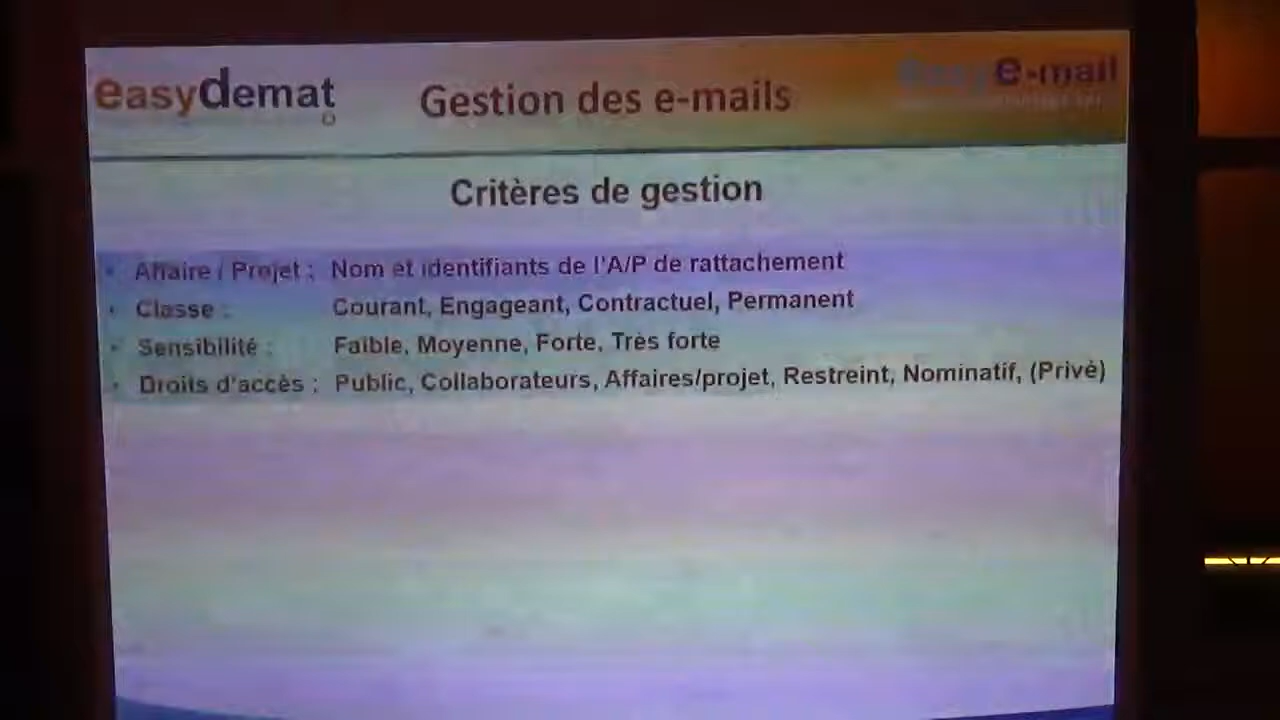 easydemat
Gestion des e-mails
easy e-mail
Critères de gestion
Affaire / Projet : Nom et identifiants de l'A/P de rattachement
Classe : Courant, Engageant, Contractuel, Permanent
Sensibilité : Faible, Moyenne, Forte, Très forte
Droits d'accès : Public, Collaborateurs, Affaires/projet, Restreint, Nominatif, (Privé)